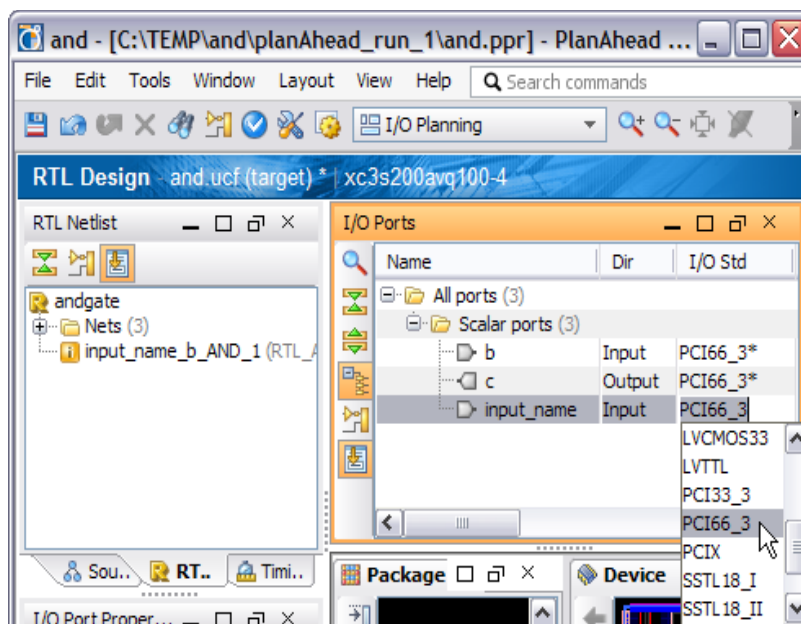 and - [C:\TEMP\and\planAhead_run_1\and.ppr] - PlanAhead ...
File Edit Tools Window Layout View Help Search commands
I/O Planning
RTL Design - and.ucf (target) * | xc3s200avq100-4
RTL Netlist
andgate
Nets (3)
input_name_b_AND_1 (RTL_
Sou.. RT.. Timi..
I/O Port Proper...
I/O Ports
Name Dir I/O Std
All ports (3)
Scalar ports (3)
b Input PCI66_3*
c Output PCI66_3*
input_name Input PCI66_3
LVCMOS33
LVTTL
PCI33_3
PCI66_3
PCIX
SSTL18_I
SSTL18_II
Package
Device